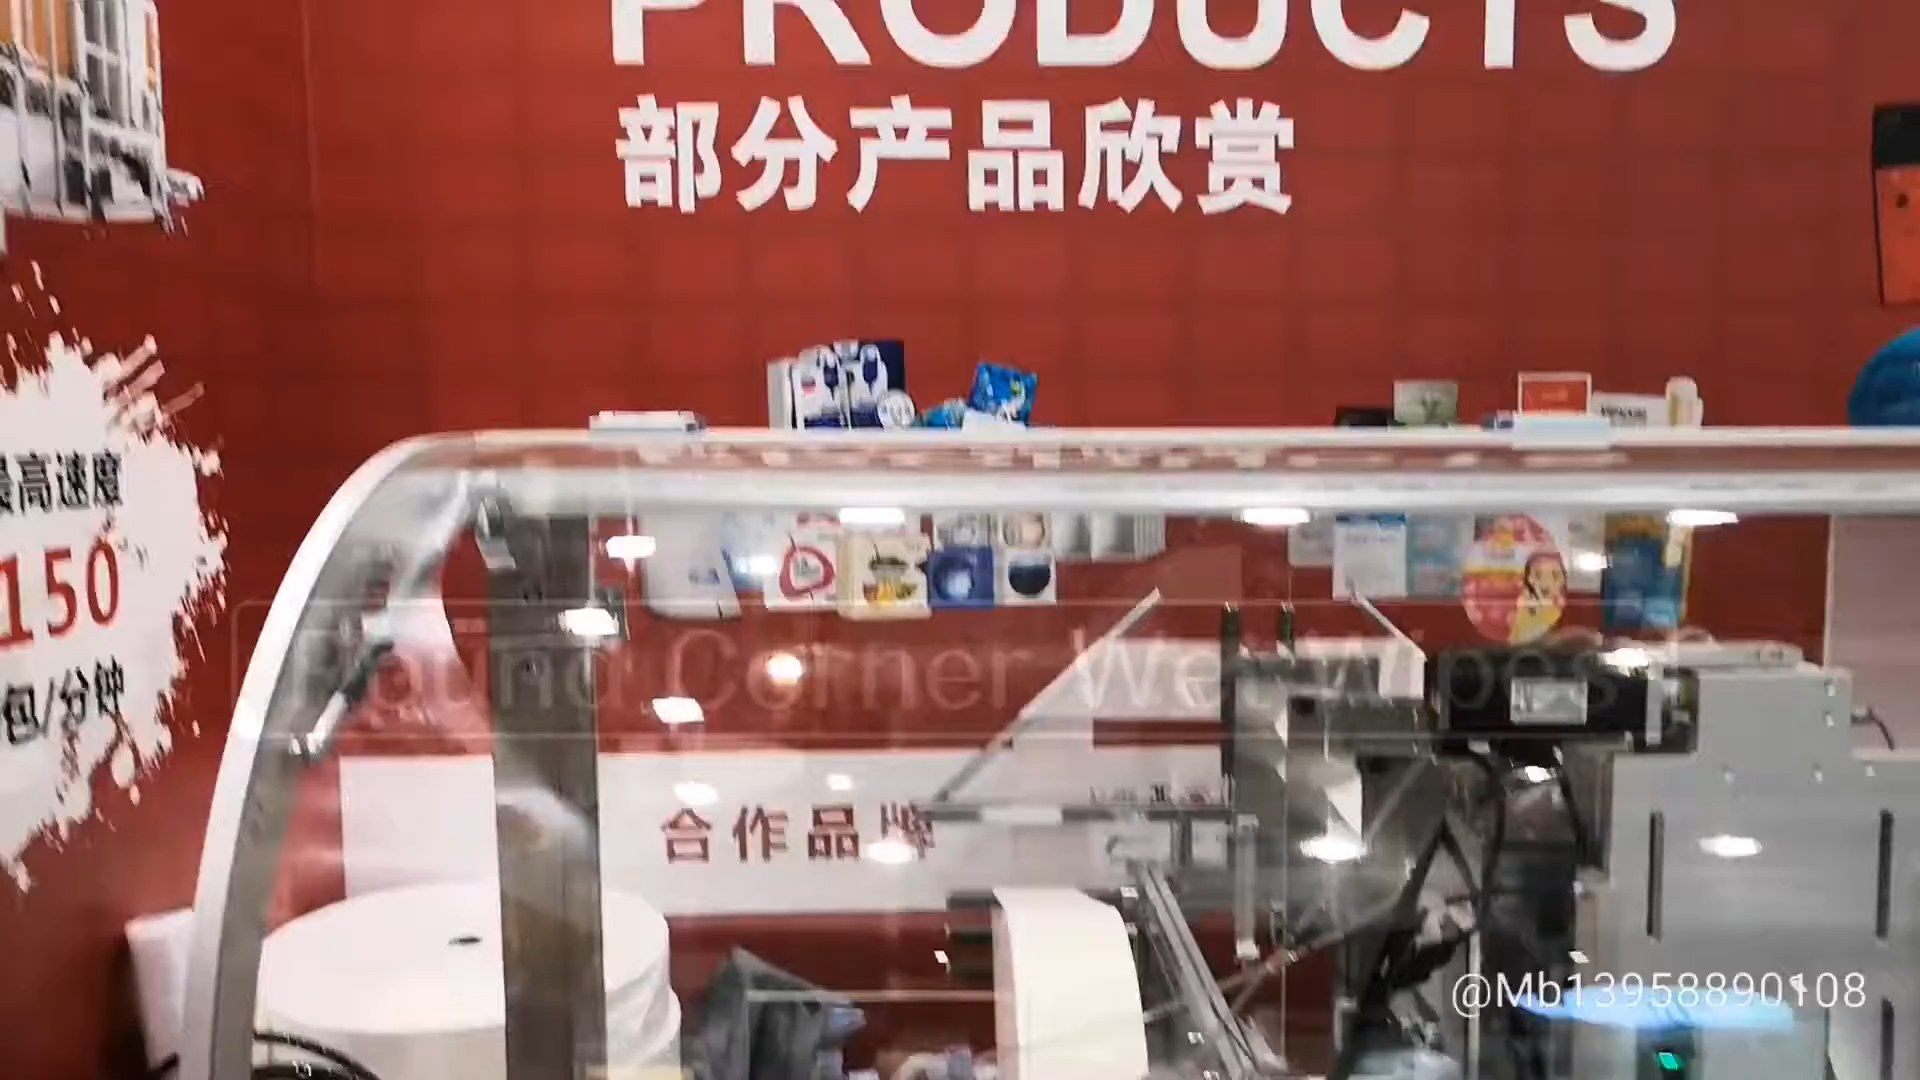 PRODUCTS
部分产品欣赏
最高速度
150
包/分钟
Round Corner Wet Wipes
合作品牌
@Mb13958890108